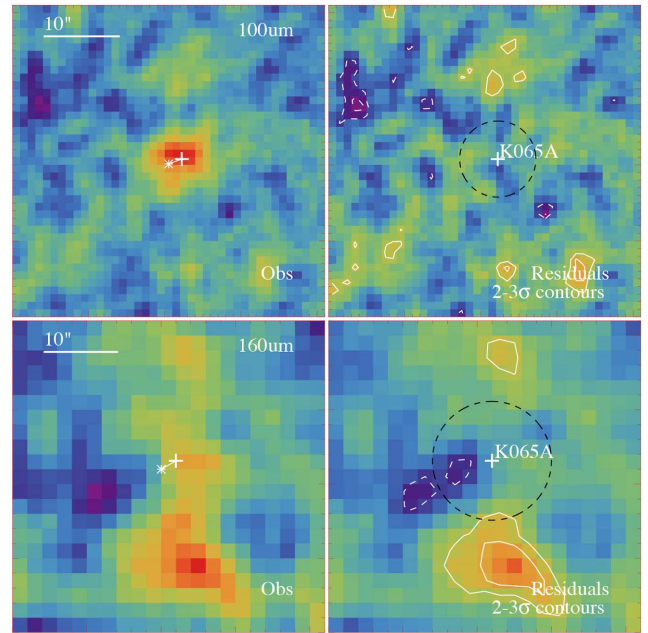 10"
100um
Obs
K065A
Residuals
2-3σ contours
10"
160um
Obs
K065A
Residuals
2-3σ contours